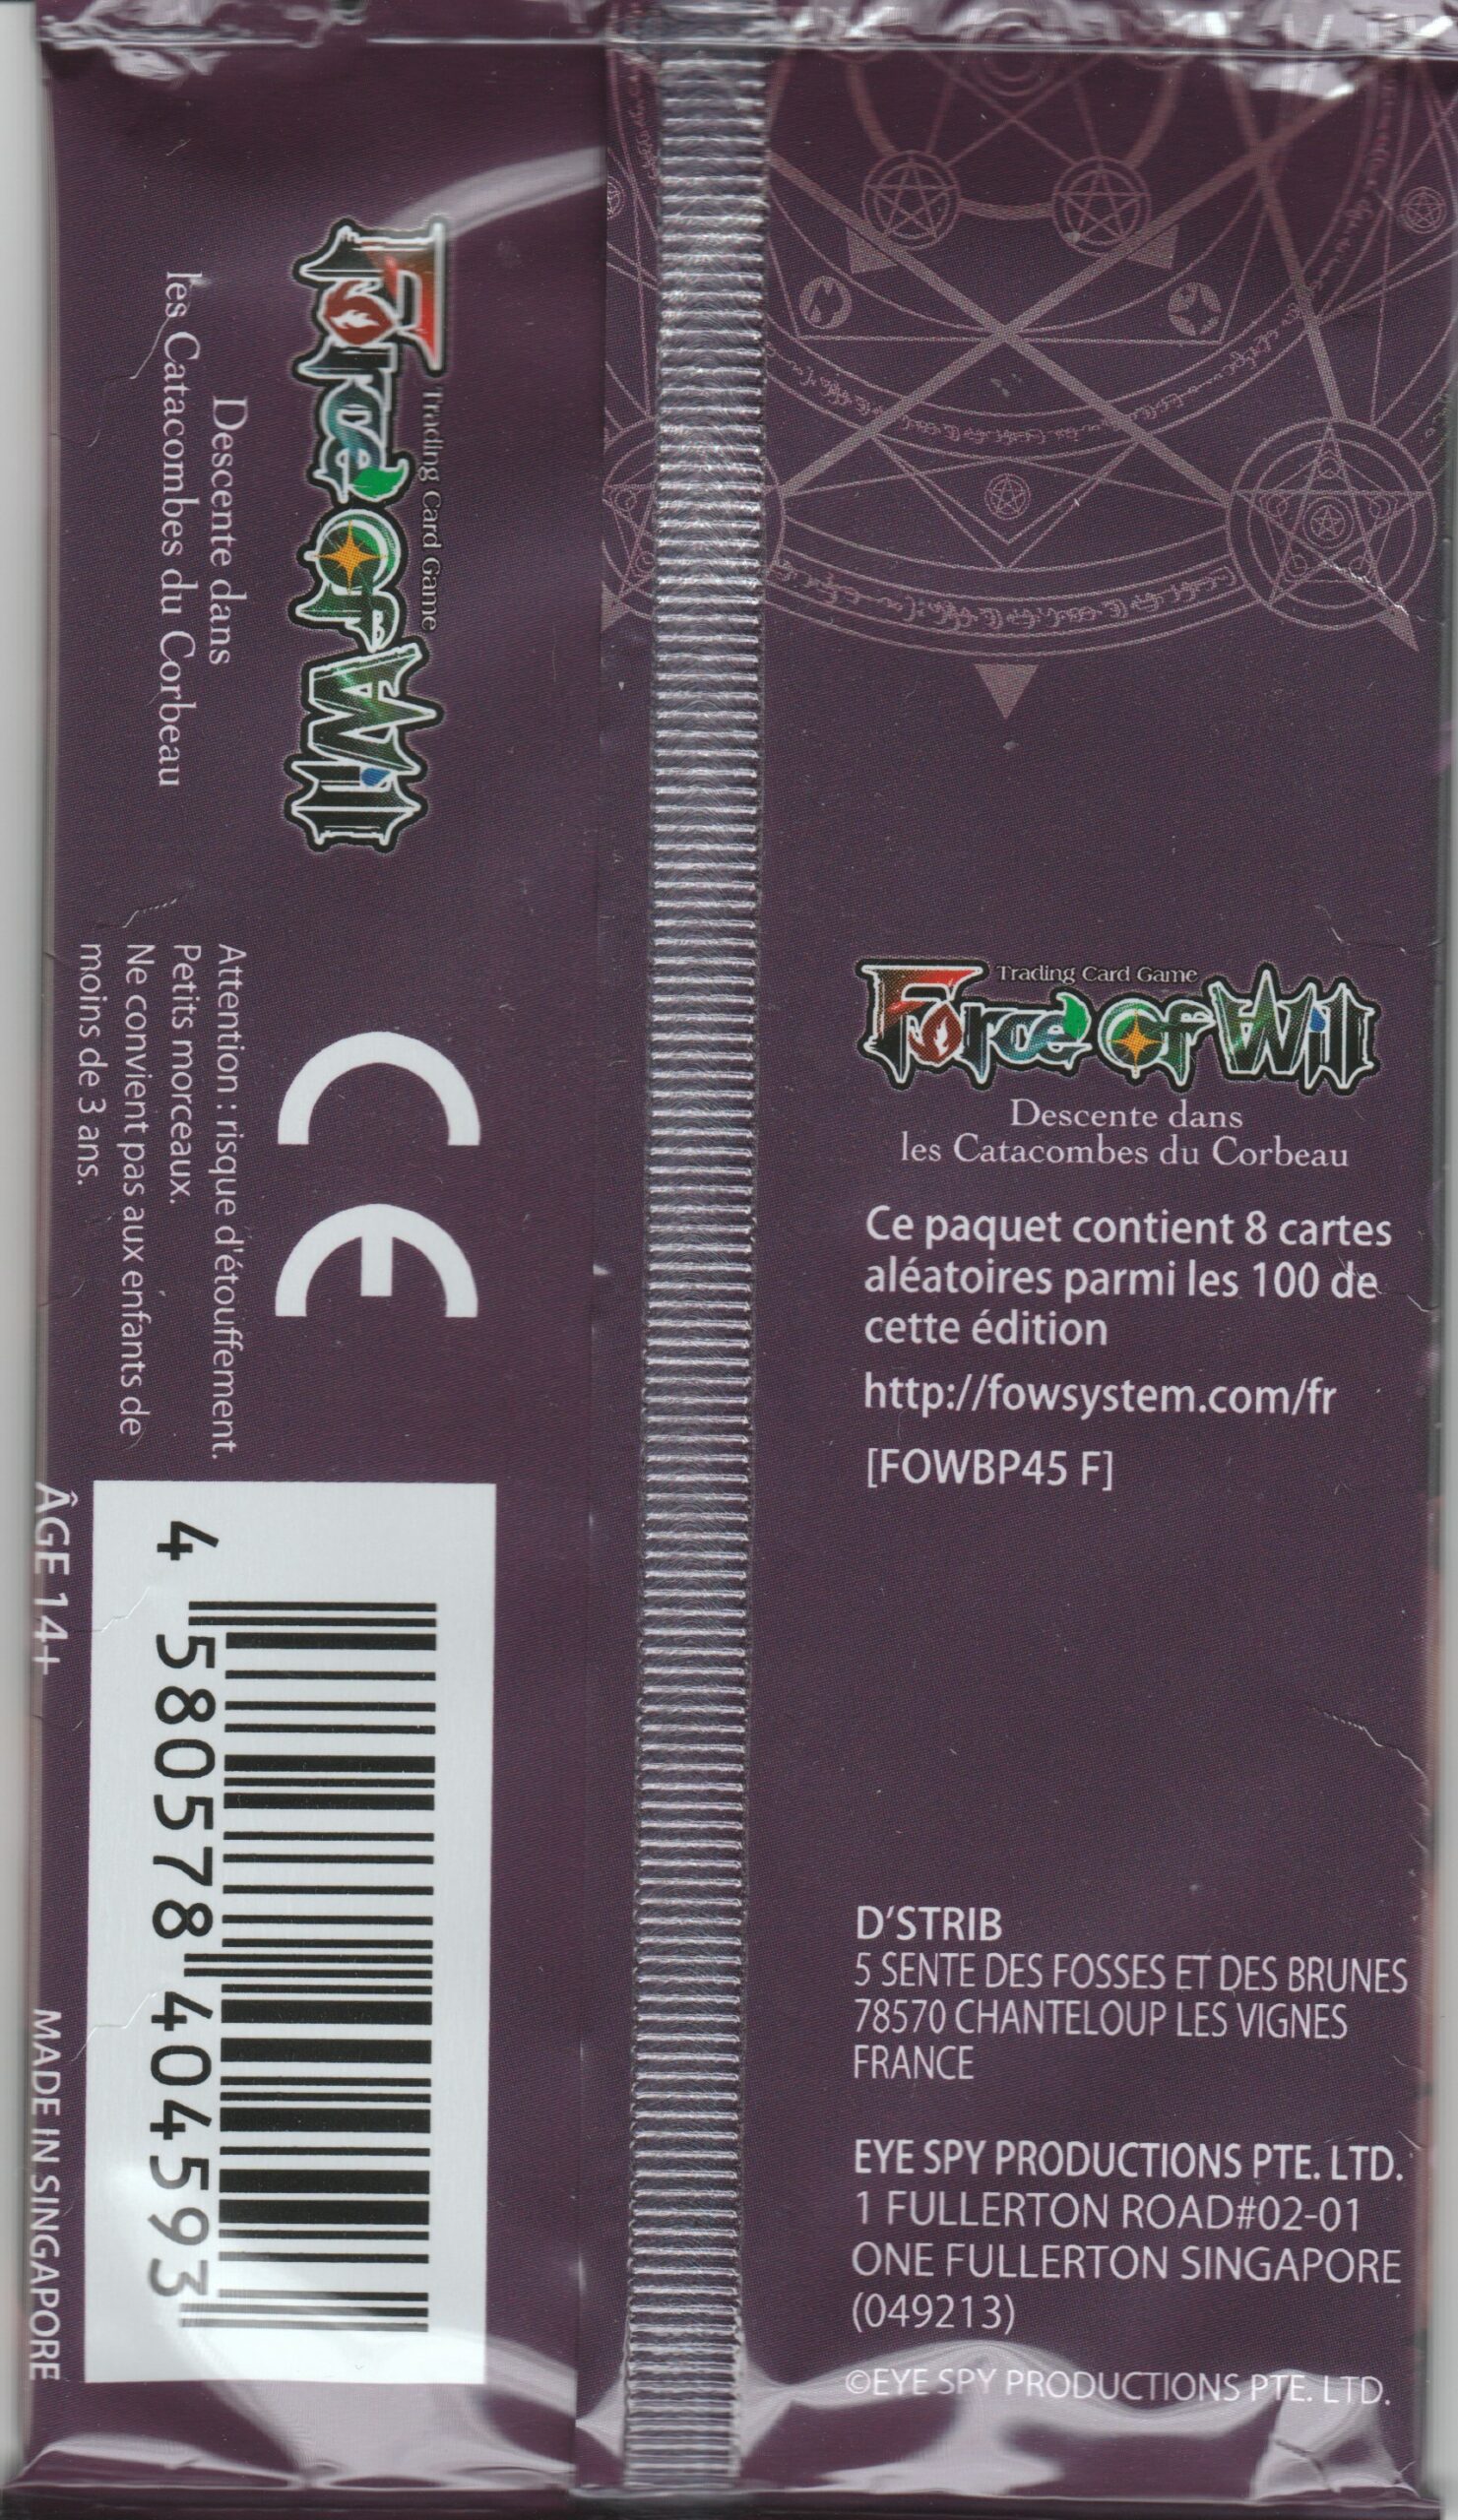 Trading Card Game
Force of Will
Descente dans
les Catacombes du Corbeau
CE
Attention : risque d'étouffement.
Petits morceaux.
Ne convient pas aux enfants de
moins de 3 ans.
4 580578 404593
ÂGE 14+
MADE IN SINGAPORE
Trading Card Game
Force of Will
Descente dans
les Catacombes du Corbeau
Ce paquet contient 8 cartes
aléatoires parmi les 100 de
cette édition
http://fowsystem.com/fr
[FOWBP45 F]
D'STRIB
5 SENTE DES FOSSES ET DES BRUNES
78570 CHANTELOUP LES VIGNES
FRANCE
EYE SPY PRODUCTIONS PTE. LTD.
1 FULLERTON ROAD#02-01
ONE FULLERTON SINGAPORE
(049213)
©EYE SPY PRODUCTIONS PTE. LTD.